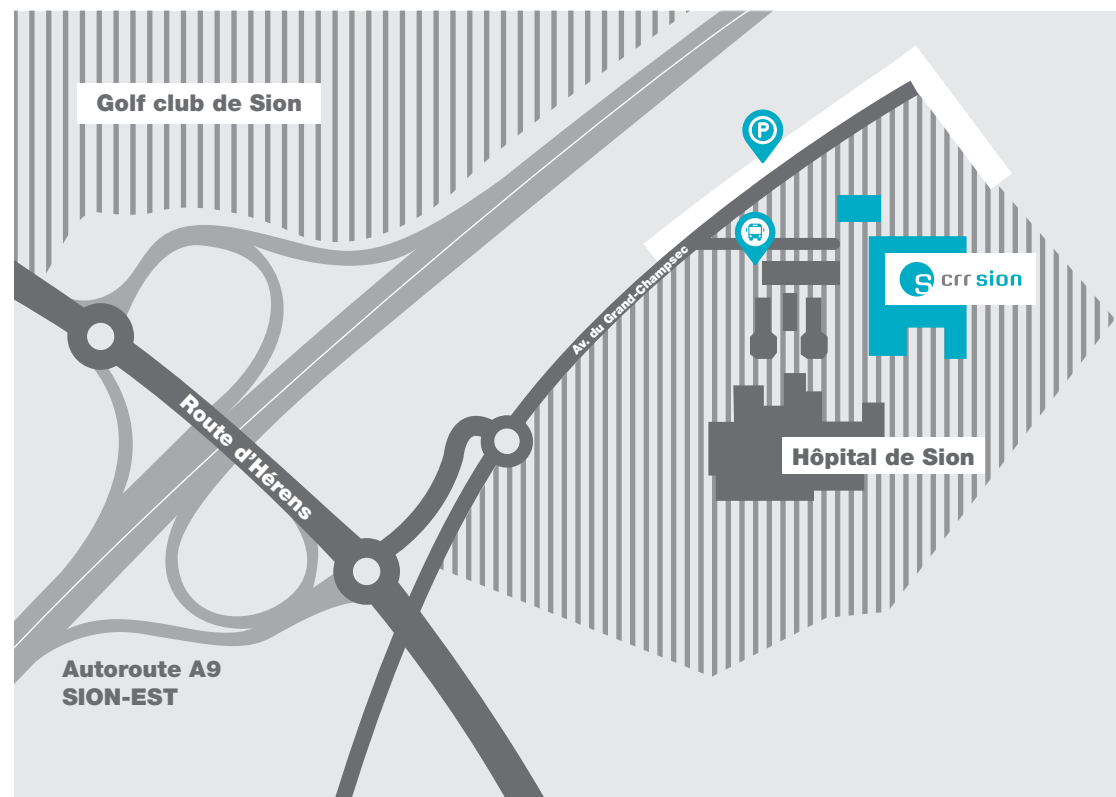 Golf club de Sion
P
Av. du Grand-Champsec
S crr sion
Route d'Hérens
Hôpital de Sion
Autoroute A9
SION-EST